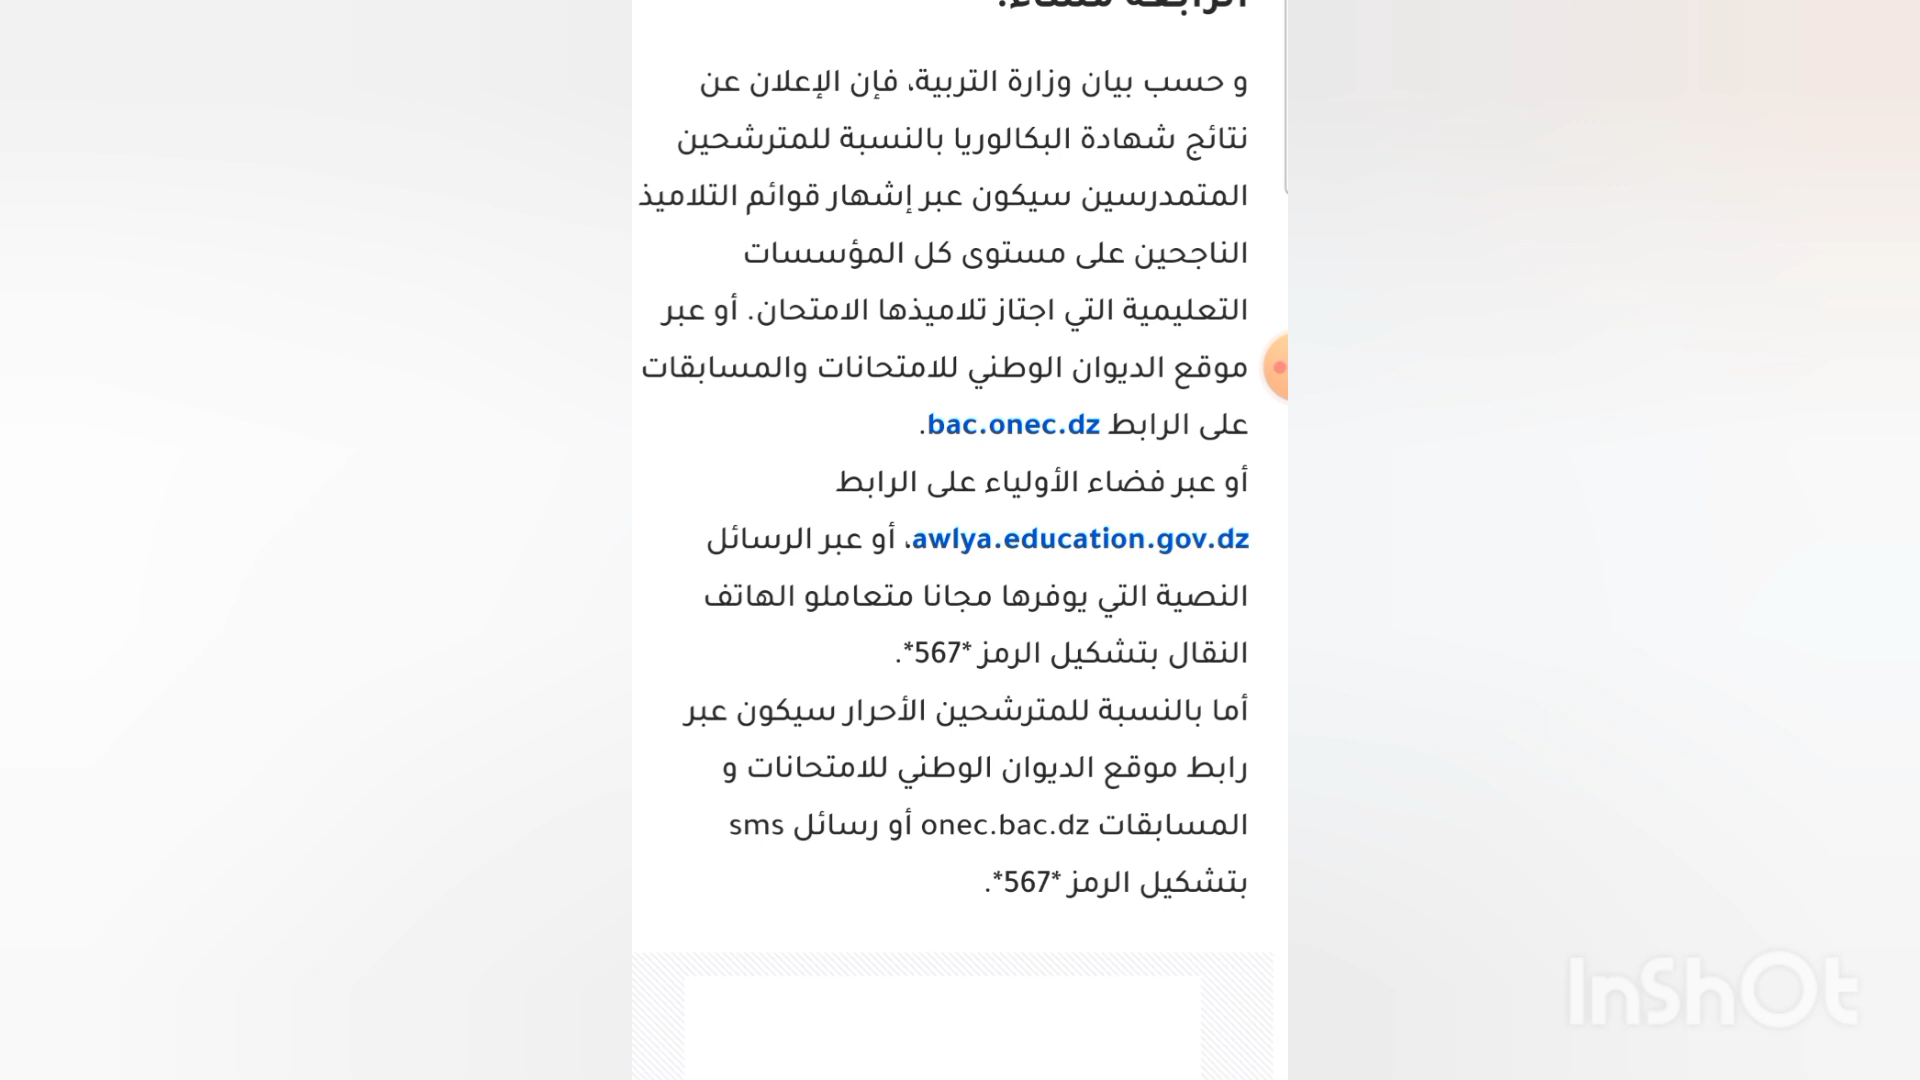 الرابعة مساء.
و حسب بيان وزارة التربية، فإن الإعلان عن
نتائج شهادة البكالوريا بالنسبة للمترشحين
المتمدرسين سيكون عبر إشهار قوائم التلاميذ
الناجحين على مستوى كل المؤسسات
التعليمية التي اجتاز تلاميذها الامتحان. أو عبر
موقع الديوان الوطني للامتحانات والمسابقات
على الرابط bac.onec.dz.
أو عبر فضاء الأولياء على الرابط
awlya.education.gov.dz، أو عبر الرسائل
النصية التي يوفرها مجانا متعاملو الهاتف
النقال بتشكيل الرمز *567*.
أما بالنسبة للمترشحين الأحرار سيكون عبر
رابط موقع الديوان الوطني للامتحانات و
المسابقات onec.bac.dz أو رسائل sms
بتشكيل الرمز *567*.
InShOt